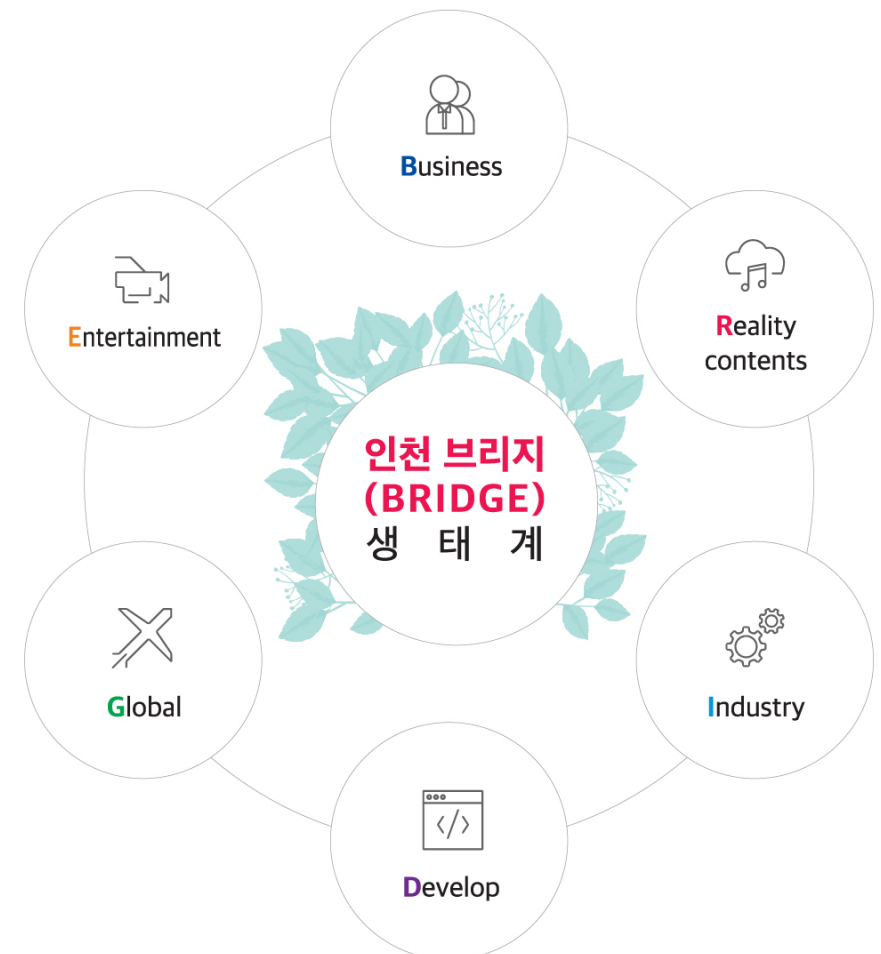 Business
Reality
contents
Industry
Develop
Global
Entertainment
인천 브리지
(BRIDGE)
생 태 계